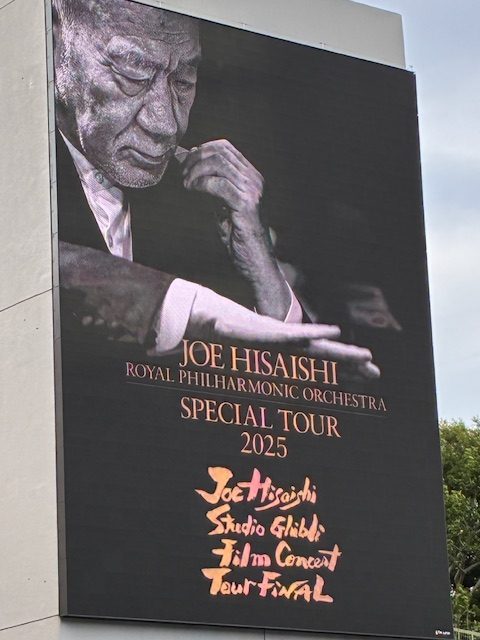 JOE HISAISHI
ROYAL PHILHARMONIC ORCHESTRA
SPECIAL TOUR
2025
Joe Hisaishi
Studio Ghibli
Film Concert
Tour FINAL